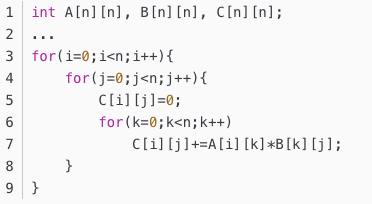 1 int A[n][n], B[n][n], C[n][n];
2 ...
3 for(i=0;i<n;i++){
4     for(j=0;j<n;j++){
5         C[i][j]=0;
6         for(k=0;k<n;k++)
7             C[i][j]+=A[i][k]*B[k][j];
8     }
9 }